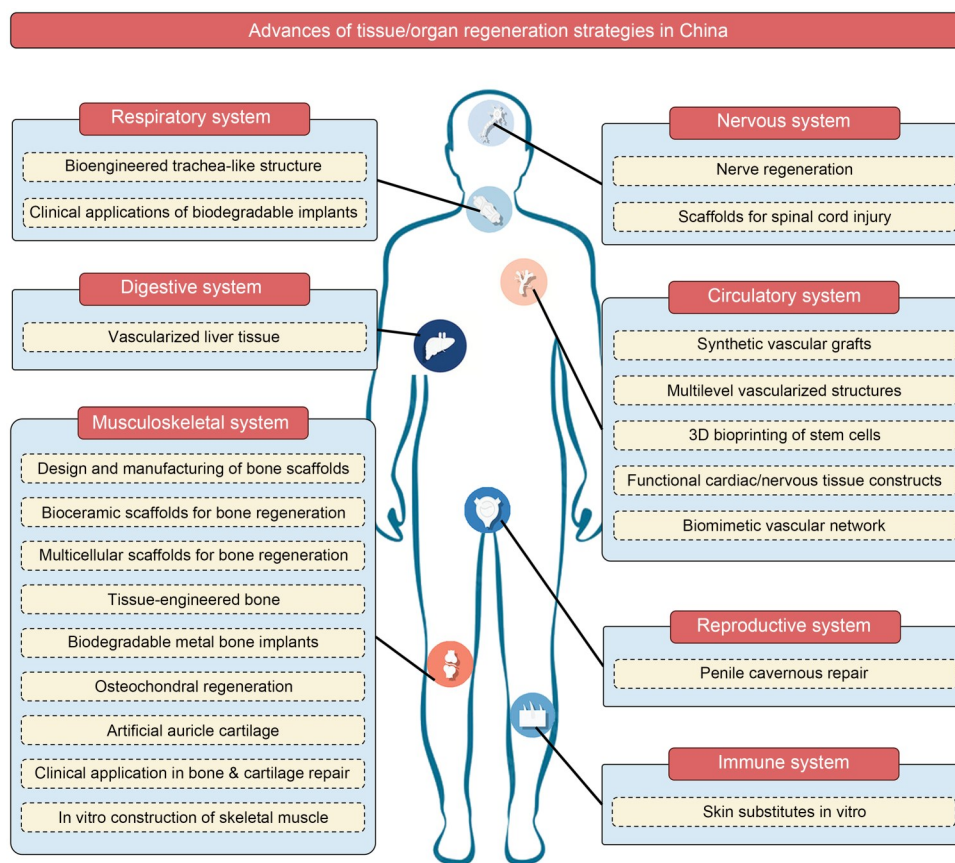 Advances of tissue/organ regeneration strategies in China
Respiratory system
Bioengineered trachea-like structure
Clinical applications of biodegradable implants
Digestive system
Vascularized liver tissue
Musculoskeletal system
Design and manufacturing of bone scaffolds
Bioceramic scaffolds for bone regeneration
Multicellular scaffolds for bone regeneration
Tissue-engineered bone
Biodegradable metal bone implants
Osteochondral regeneration
Artificial auricle cartilage
Clinical application in bone & cartilage repair
In vitro construction of skeletal muscle
Nervous system
Nerve regeneration
Scaffolds for spinal cord injury
Circulatory system
Synthetic vascular grafts
Multilevel vascularized structures
3D bioprinting of stem cells
Functional cardiac/nervous tissue constructs
Biomimetic vascular network
Reproductive system
Penile cavernous repair
Immune system
Skin substitutes in vitro